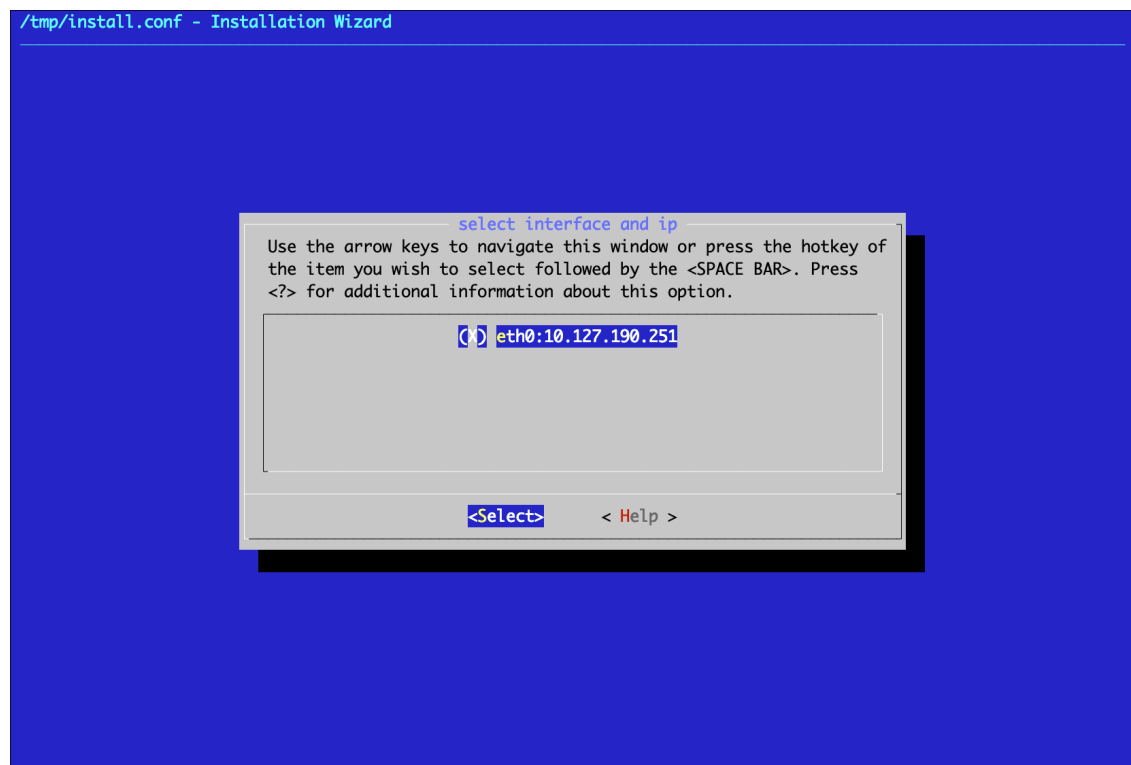 /tmp/install.conf - Installation Wizard
select interface and ip
Use the arrow keys to navigate this window or press the hotkey of
the item you wish to select followed by the <SPACE BAR>. Press
<?> for additional information about this option.
(X) eth0:10.127.190.251
<Select> < Help >